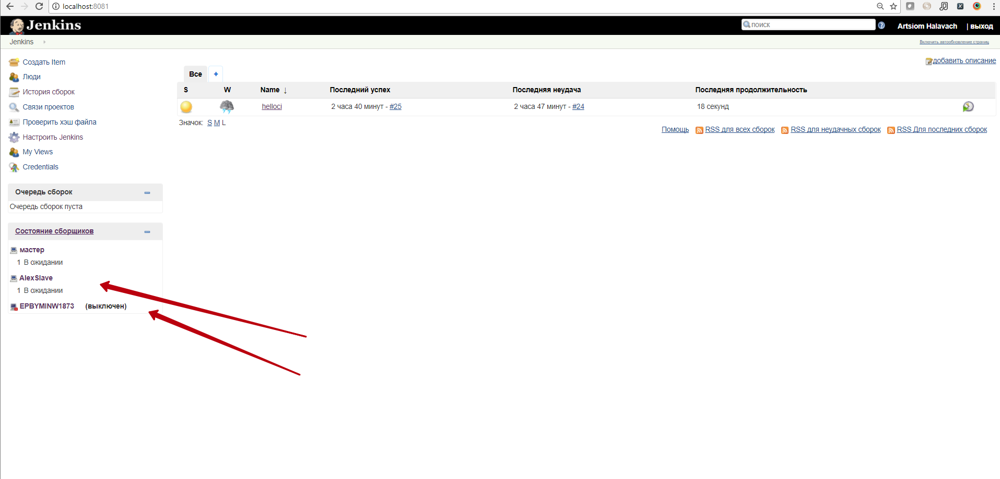 localhost:8081
Jenkins
поиск
Artsiom Halavach | выход
Jenkins
Включить автообновление страниц
Создать Item
Люди
История сборок
Связи проектов
Проверить хэш файла
Настроить Jenkins
My Views
Credentials
Очередь сборок
Очередь сборок пуста
Состояние сборщиков
мастер
1 В ожидании
AlexSlave
1 В ожидании
EPBYMINW1873 (выключен)
добавить описание
Все +
S W Name ↓ Последний успех Последняя неудача Последняя продолжительность
helloci 2 часа 40 минут - #25 2 часа 47 минут - #24 18 секунд
Значок: S M L
Помощь RSS для всех сборок RSS для неудачных сборок RSS Для последних сборок